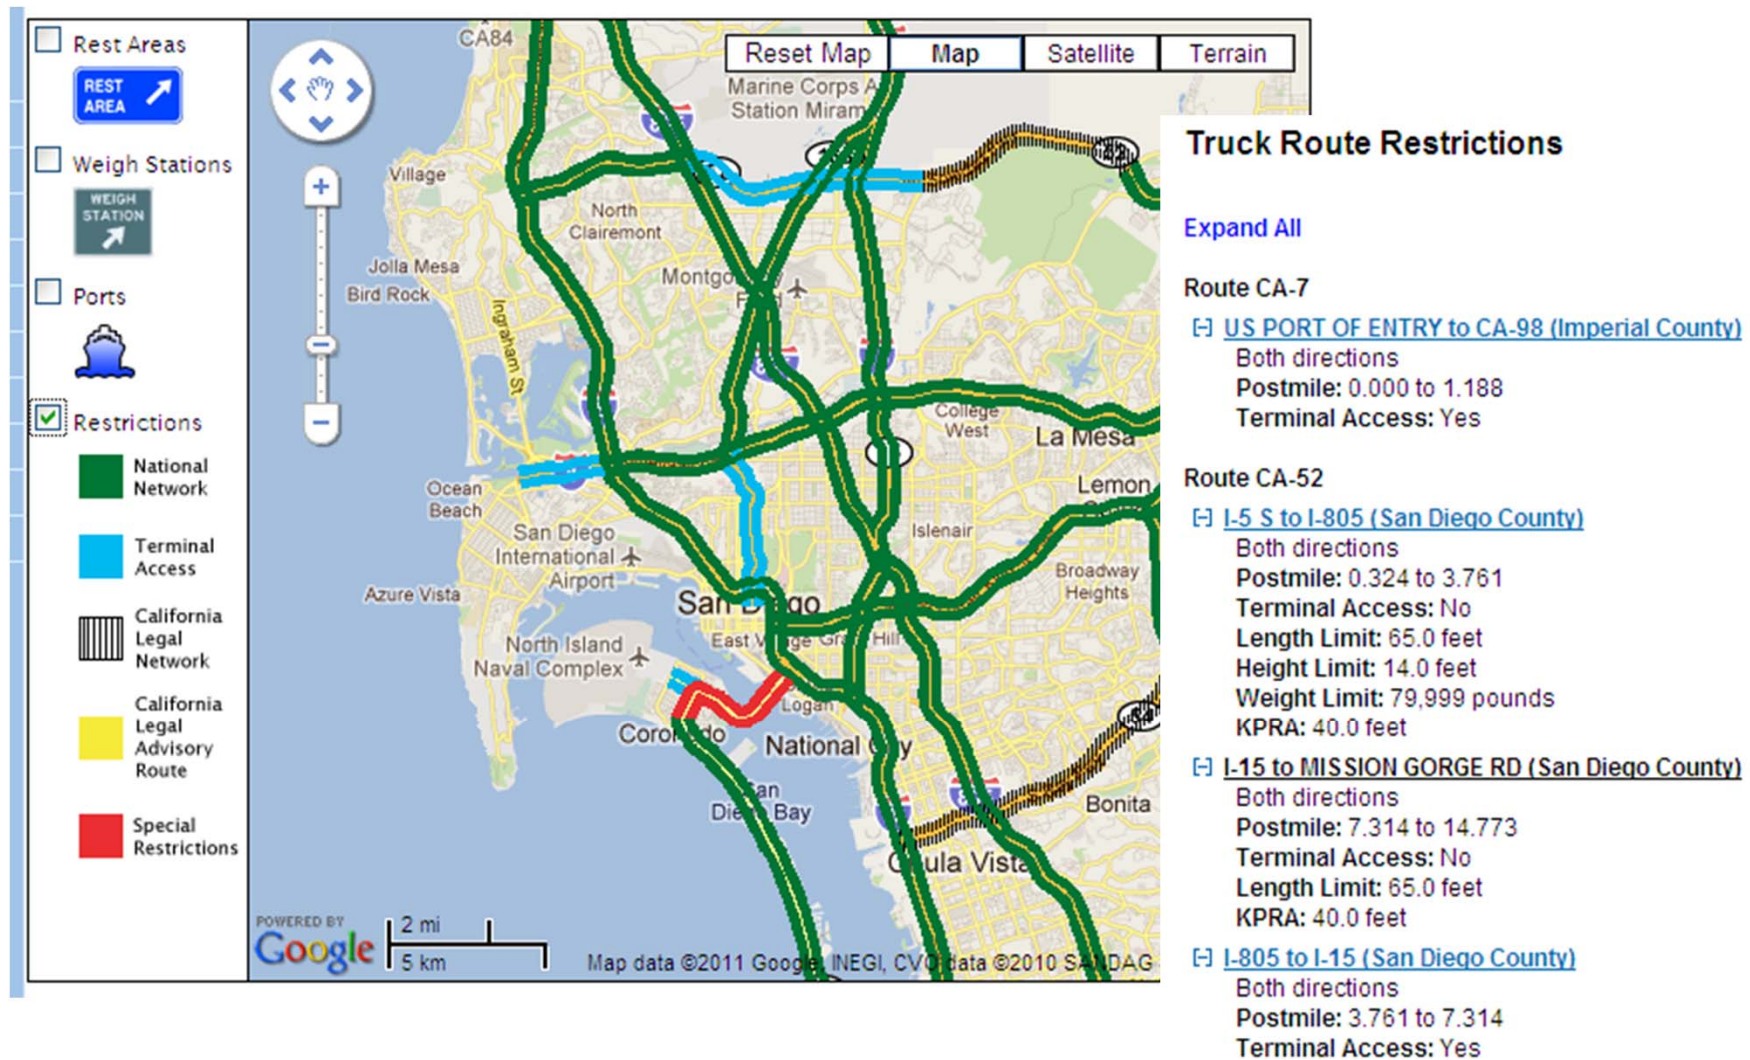 Rest Areas
REST
AREA
Weigh Stations
WEIGH
STATION
Ports
Restrictions
National
Network
Terminal
Access
California
Legal
Network
California
Legal
Advisory
Route
Special
Restrictions
CA84
Reset Map
Map
Satellite
Terrain
Marine Corps A
Station Miram
Village
North
Clairemont
Jolla Mesa
Bird Rock
Ingraham St
College
West
La Mesa
Ocean
Beach
Lemon
San Diego
International
Airport
Islenair
Azure Vista
Broadway
Heights
San D go
East V ge
Hill
North Island
Naval Complex
Logan
Coron do
National C y
San
Die Bay
Bonita
C ula Vista
POWERED BY
Google
2 mi
5 km
Map data ©2011 Google, INEGI, CVO data ©2010 SANDAG
Truck Route Restrictions
Expand All
Route CA-7
[-] US PORT OF ENTRY to CA-98 (Imperial County)
Both directions
Postmile: 0.000 to 1.188
Terminal Access: Yes
Route CA-52
[-] I-5 S to I-805 (San Diego County)
Both directions
Postmile: 0.324 to 3.761
Terminal Access: No
Length Limit: 65.0 feet
Height Limit: 14.0 feet
Weight Limit: 79,999 pounds
KPRA: 40.0 feet
[-] I-15 to MISSION GORGE RD (San Diego County)
Both directions
Postmile: 7.314 to 14.773
Terminal Access: No
Length Limit: 65.0 feet
KPRA: 40.0 feet
[-] I-805 to I-15 (San Diego County)
Both directions
Postmile: 3.761 to 7.314
Terminal Access: Yes